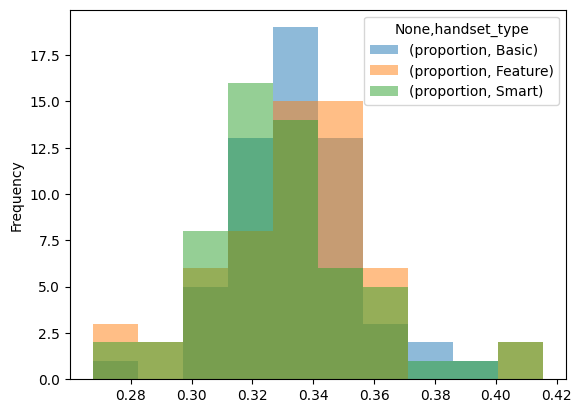 None,handset_type
(proportion, Basic)
(proportion, Feature)
(proportion, Smart)
17.5
15.0
12.5
10.0
7.5
5.0
2.5
0.0
Frequency
0.28 0.30 0.32 0.34 0.36 0.38 0.40 0.42